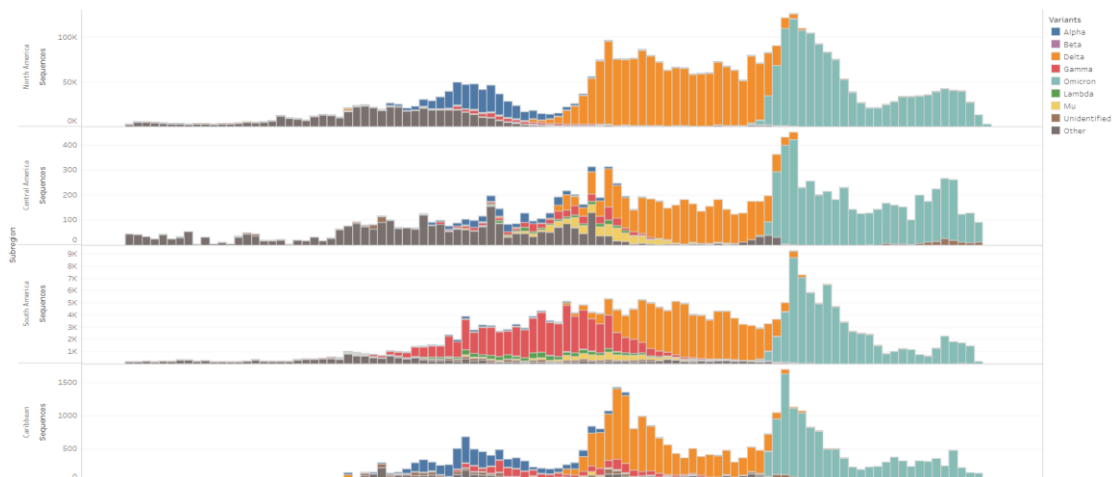 Subregion
North America
Sequences
100K
50K
0K
Central America
Sequences
400
300
200
100
0
South America
Sequences
9K
8K
7K
6K
5K
4K
3K
2K
1K
Caribbean
Sequences
1500
1000
500
0
Variants
Alpha
Beta
Delta
Gamma
Omicron
Lambda
Mu
Unidentified
Other